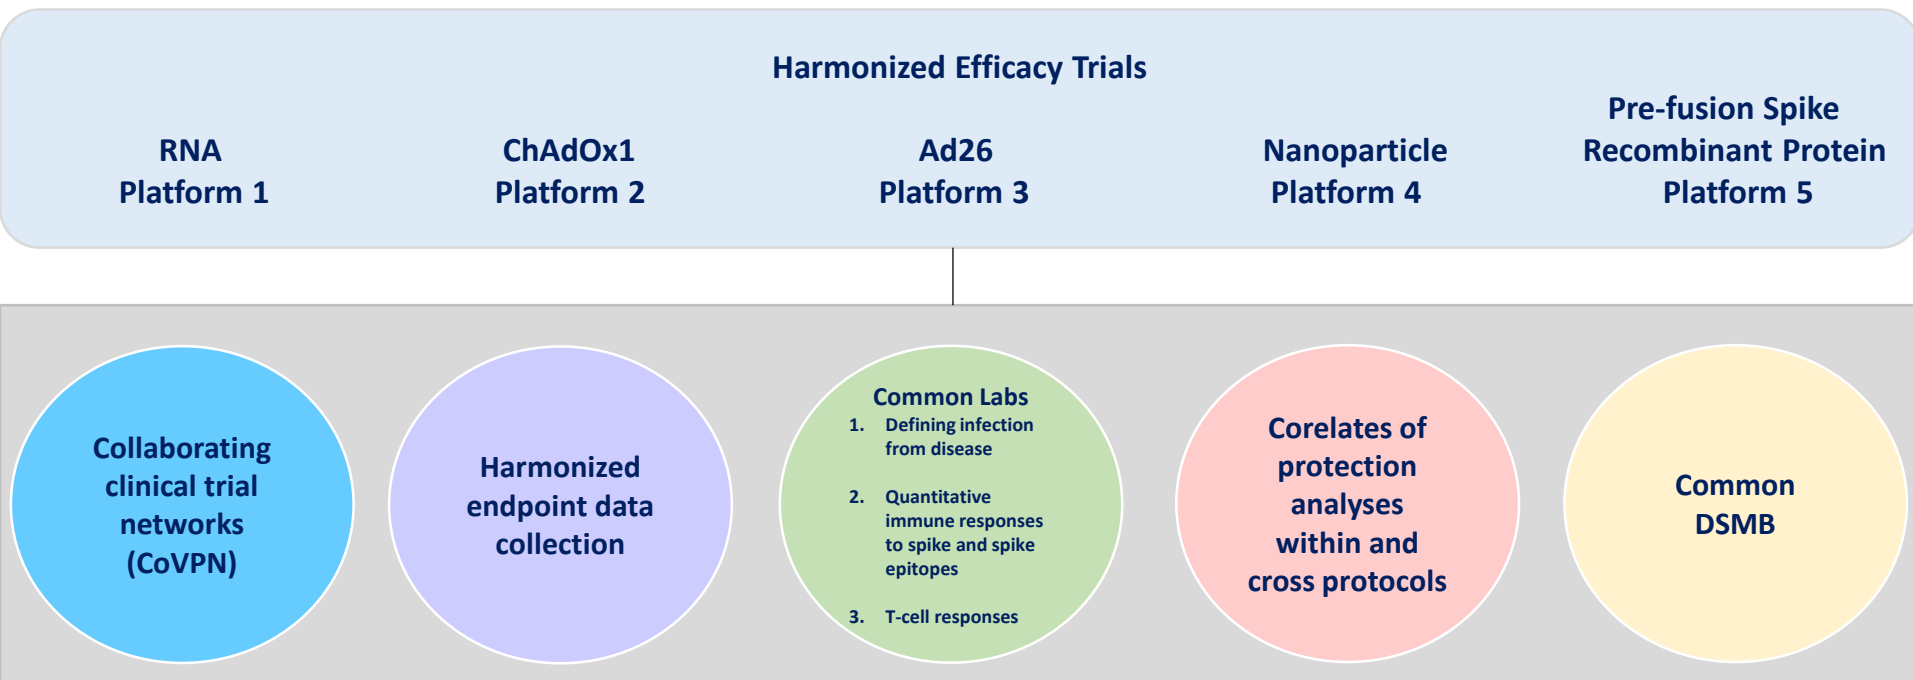 Harmonized Efficacy Trials
RNA
Platform 1
ChAdOx1
Platform 2
Ad26
Platform 3
Nanoparticle
Platform 4
Pre-fusion Spike
Recombinant Protein
Platform 5
Collaborating
clinical trial
networks
(CoVPN)
Harmonized
endpoint data
collection
Common Labs
1. Defining infection
from disease
2. Quantitative
immune responses
to spike and spike
epitopes
3. T-cell responses
Corelates of
protection
analyses
within and
cross protocols
Common
DSMB